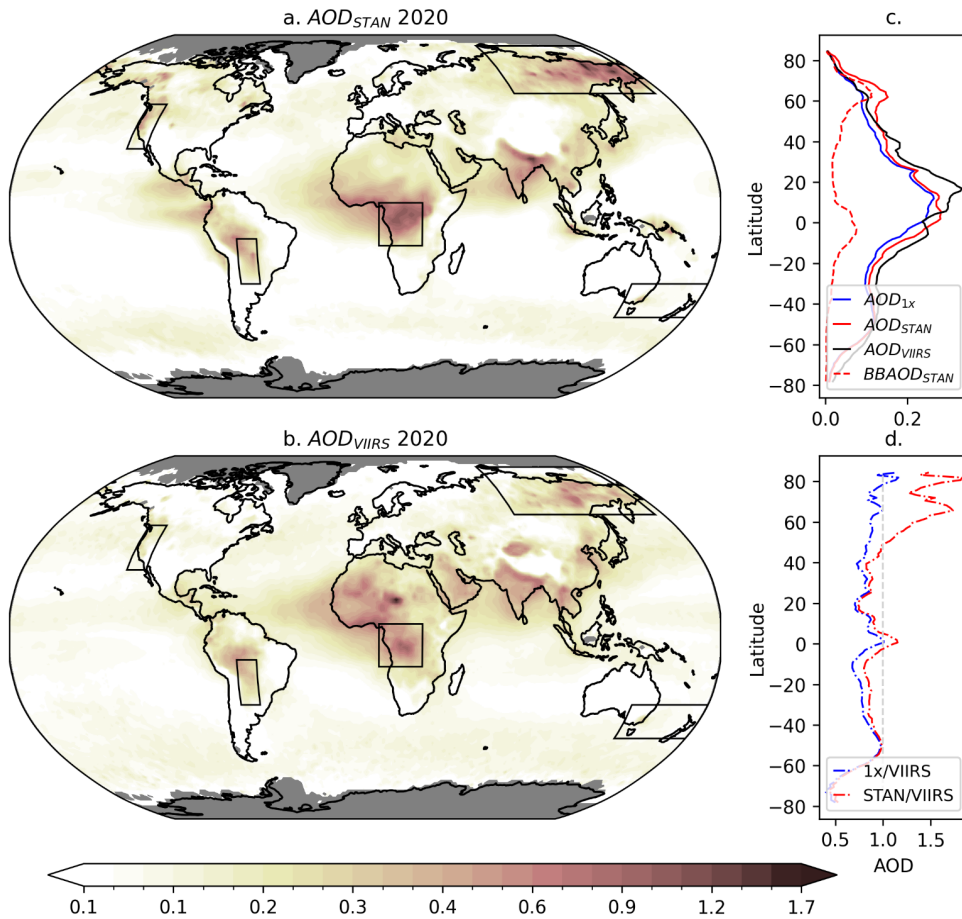 a. AOD_STAN 2020
c.
80
60
40
20
0
−20
−40
−60
−80
Latitude
AOD_1x
AOD_STAN
AOD_VIIRS
BBAOD_STAN
0.0 0.2
b. AOD_VIIRS 2020
d.
80
60
40
20
0
−20
−40
−60
−80
Latitude
1x/VIIRS
STAN/VIIRS
0.5 1.0 1.5
AOD
0.1 0.1 0.2 0.3 0.4 0.6 0.9 1.2 1.7